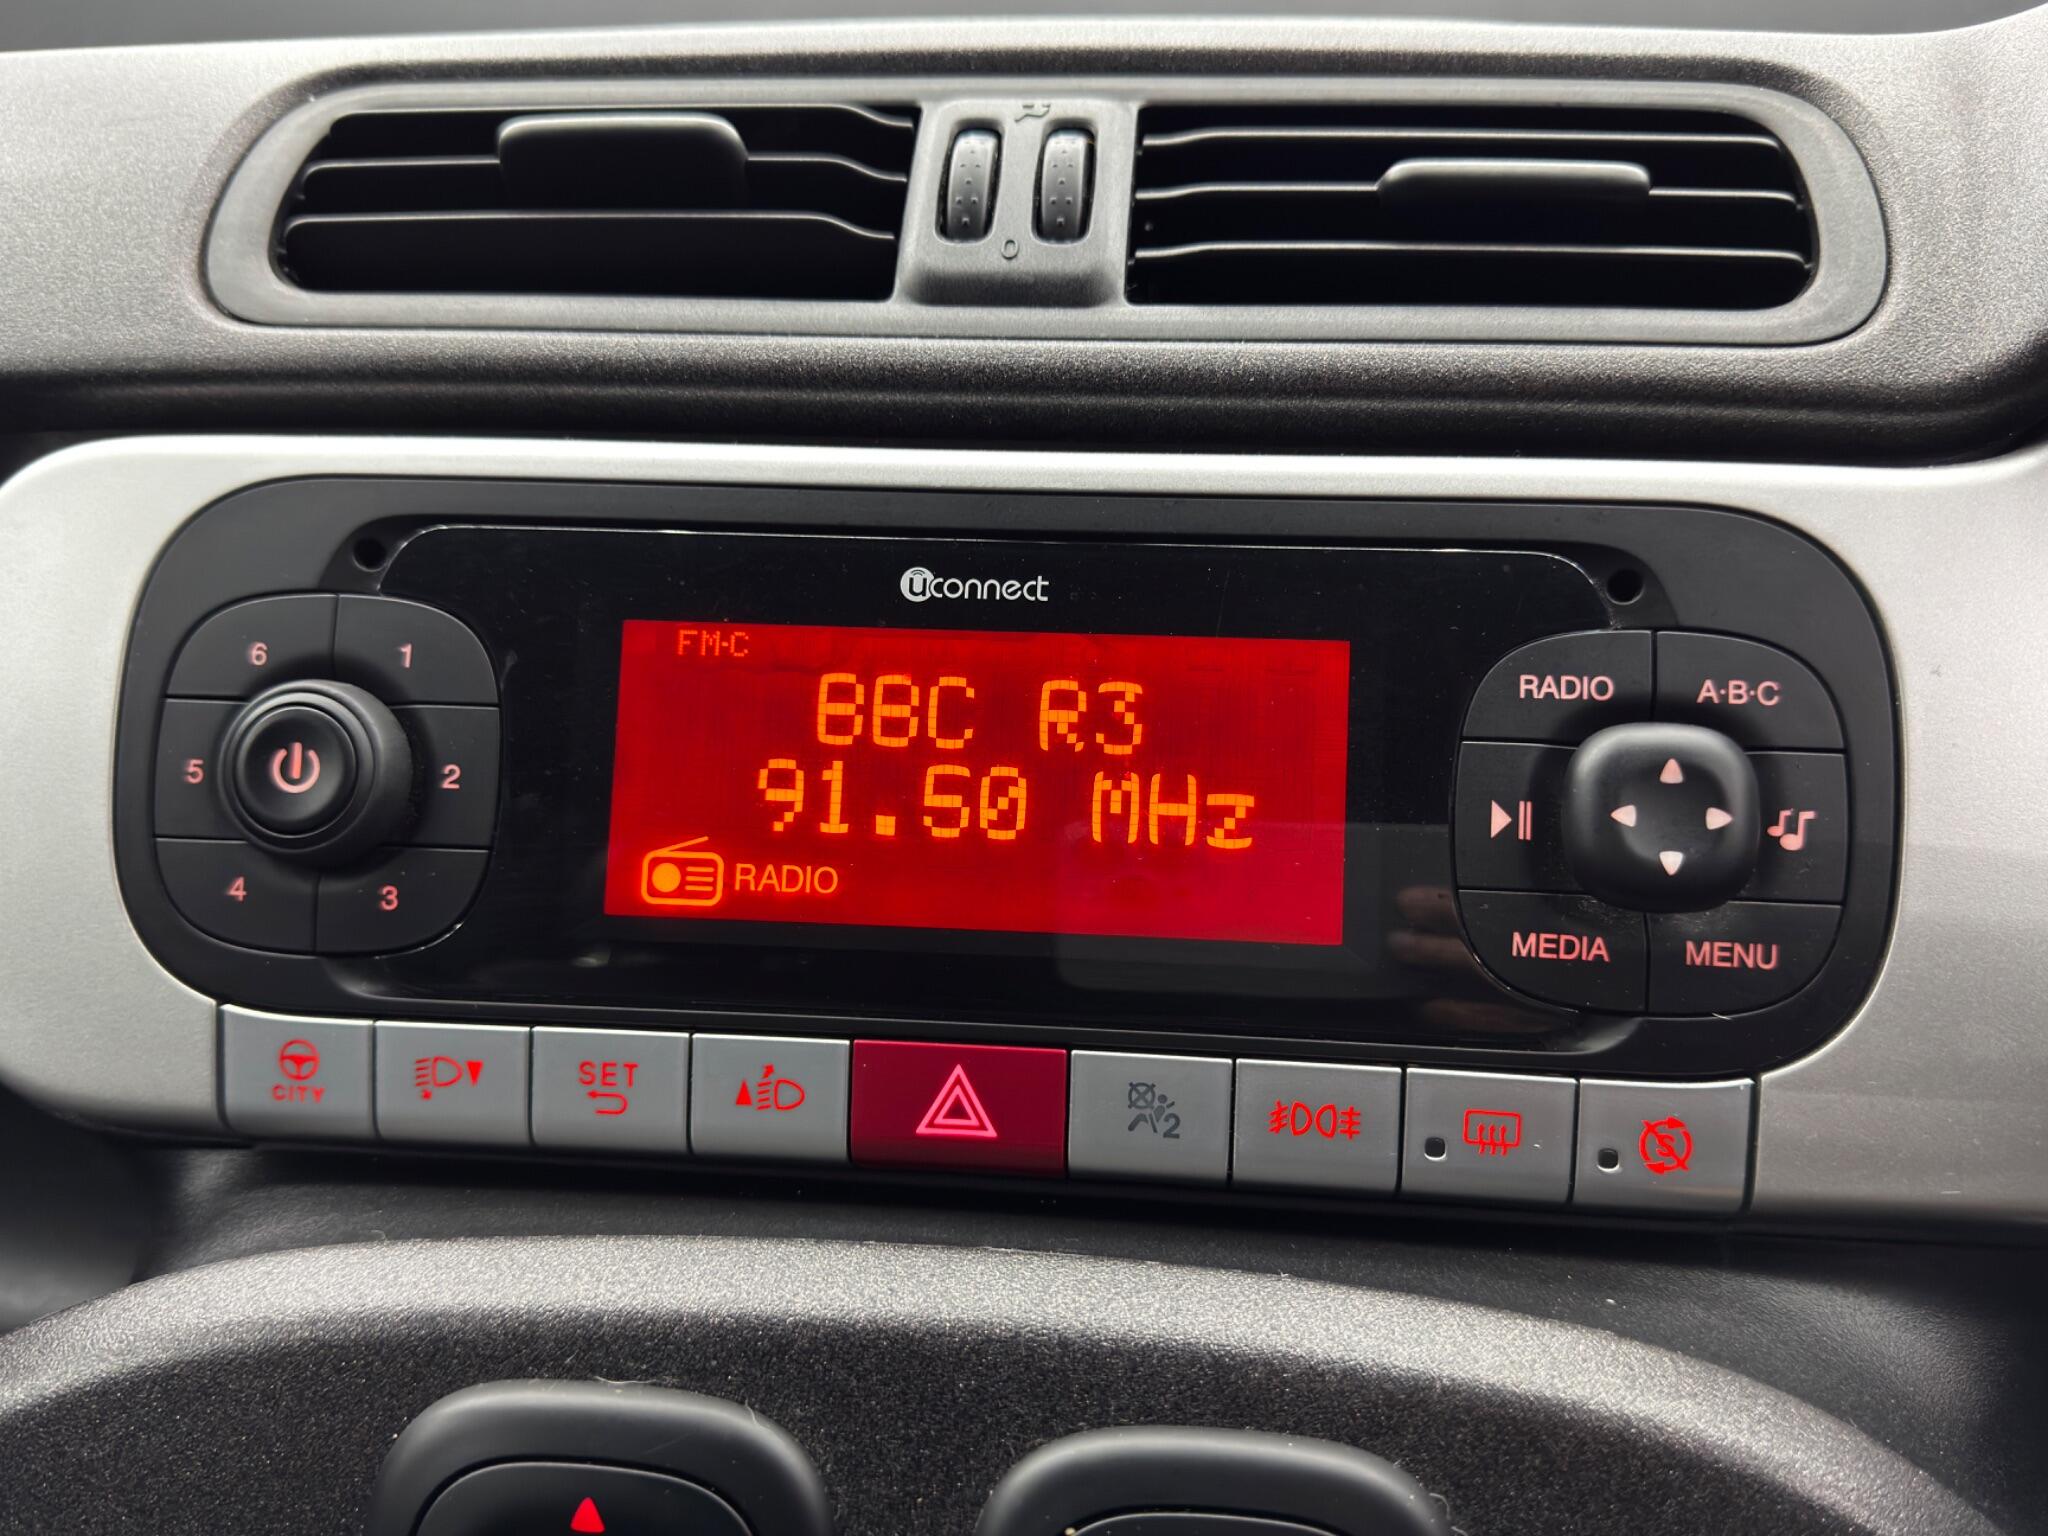 0
uconnect
FM-C
BBC R3
91.50 MHz
RADIO
6 1
5 2
4 3
RADIO A·B·C
MEDIA MENU
CITY
SET
2